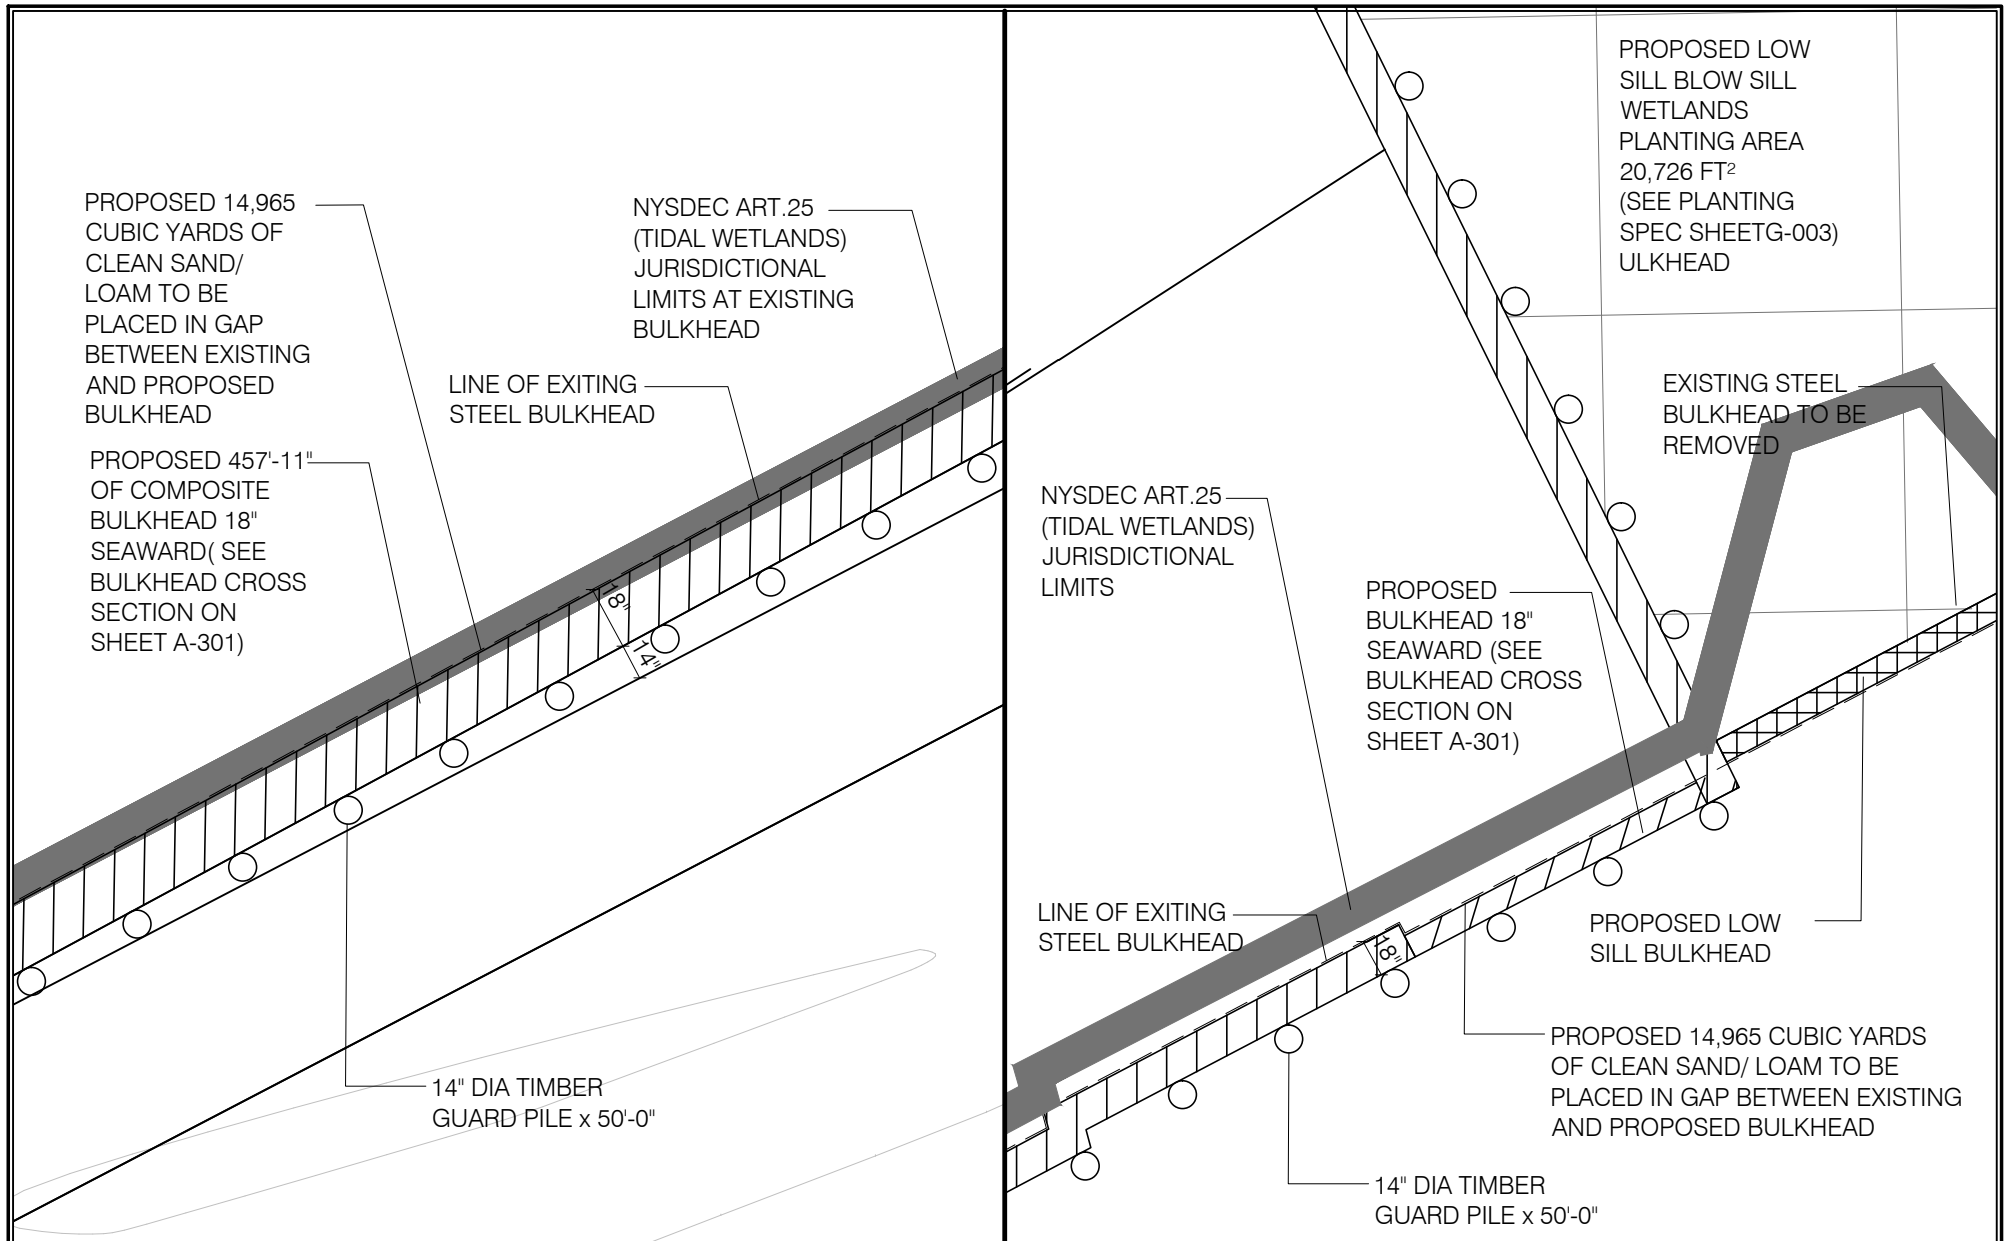 PROPOSED 14,965
CUBIC YARDS OF
CLEAN SAND/
LOAM TO BE
PLACED IN GAP
BETWEEN EXISTING
AND PROPOSED
BULKHEAD
PROPOSED 457'-11"
OF COMPOSITE
BULKHEAD 18"
SEAWARD( SEE
BULKHEAD CROSS
SECTION ON
SHEET A-301)
LINE OF EXITING
STEEL BULKHEAD
NYSDEC ART.25
(TIDAL WETLANDS)
JURISDICTIONAL
LIMITS AT EXISTING
BULKHEAD
18"
14"
14" DIA TIMBER
GUARD PILE x 50'-0"
PROPOSED LOW
SILL BLOW SILL
WETLANDS
PLANTING AREA
20,726 FT²
(SEE PLANTING
SPEC SHEETG-003)
ULKHEAD
EXISTING STEEL
BULKHEAD TO BE
REMOVED
NYSDEC ART.25
(TIDAL WETLANDS)
JURISDICTIONAL
LIMITS
PROPOSED
BULKHEAD 18"
SEAWARD (SEE
BULKHEAD CROSS
SECTION ON
SHEET A-301)
LINE OF EXITING
STEEL BULKHEAD
18"
PROPOSED LOW
SILL BULKHEAD
PROPOSED 14,965 CUBIC YARDS
OF CLEAN SAND/ LOAM TO BE
PLACED IN GAP BETWEEN EXISTING
AND PROPOSED BULKHEAD
14" DIA TIMBER
GUARD PILE x 50'-0"